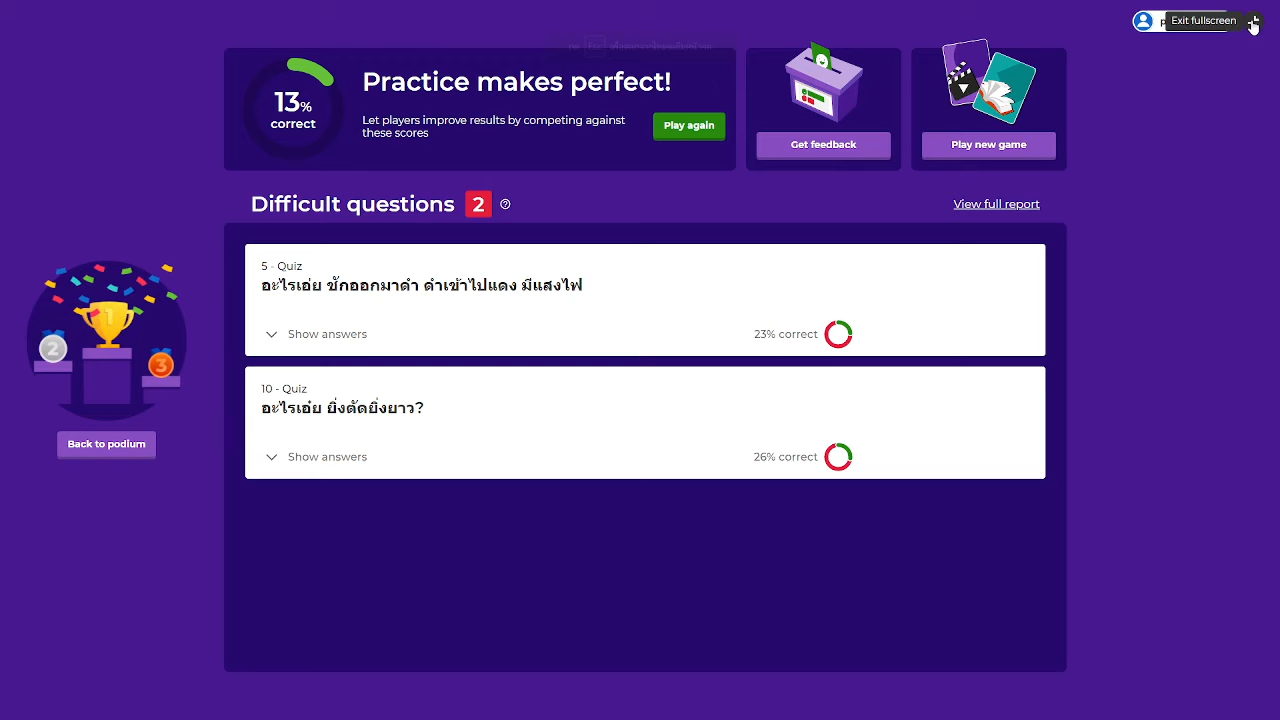 Exit fullscreen
13%
correct
Practice makes perfect!
Let players improve results by competing against
these scores
Play again
Get feedback
Play new game
Difficult questions 2
View full report
5 - Quiz
อะไรเอ่ย ชักออกมาดำ ดำเข้าไปแดง มีแสงไฟ
Show answers
23% correct
10 - Quiz
อะไรเอ๋ย ยิ่งตัดยิ่งยาว?
Show answers
26% correct
1
2
3
Back to podium